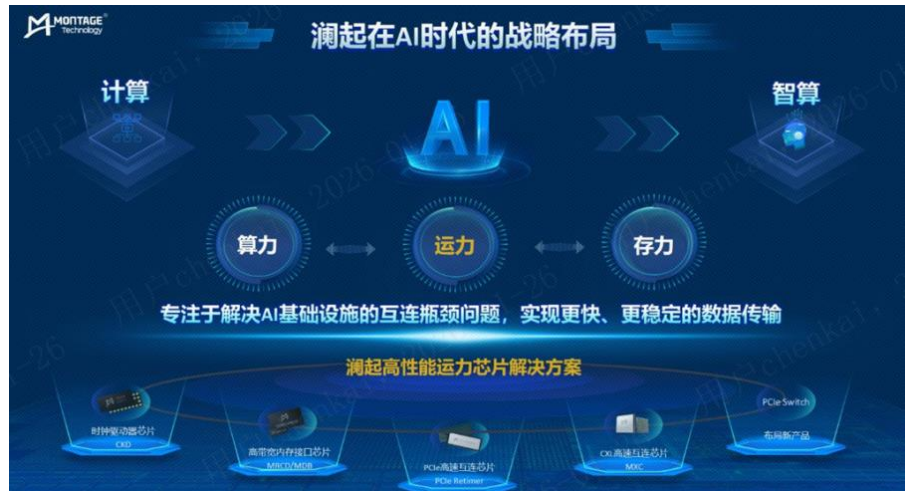 MONTAGE
Technology
澜起在AI时代的战略布局
计算
AI
智算
算力
运力
存力
专注于解决AI基础设施的互连瓶颈问题，实现更快、更稳定的数据传输
澜起高性能运力芯片解决方案
时钟驱动器芯片
CKD
高带宽内存接口芯片
MRCD/MDB
PCIe高速互连芯片
PCIe Retimer
CXL高速互连芯片
MXC
PCIe Switch
布局新产品